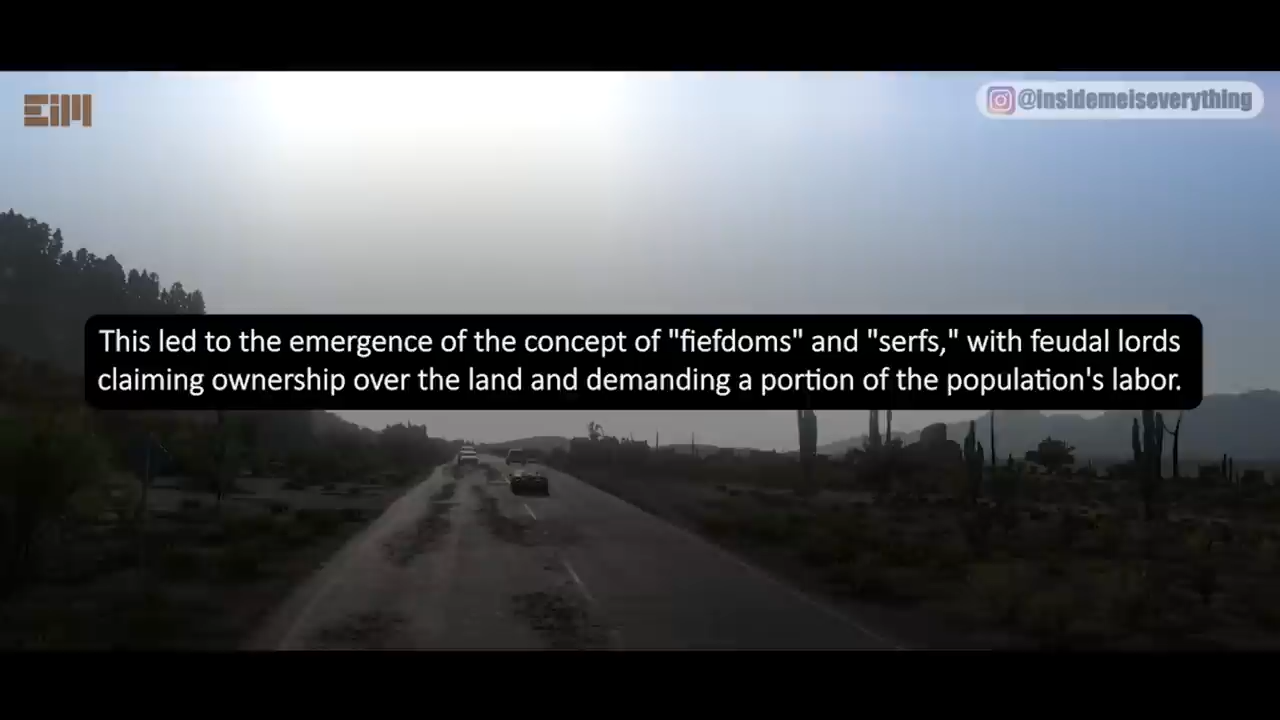 EiM
@insidemeiseverything
This led to the emergence of the concept of "fiefdoms" and "serfs," with feudal lords
claiming ownership over the land and demanding a portion of the population's labor.